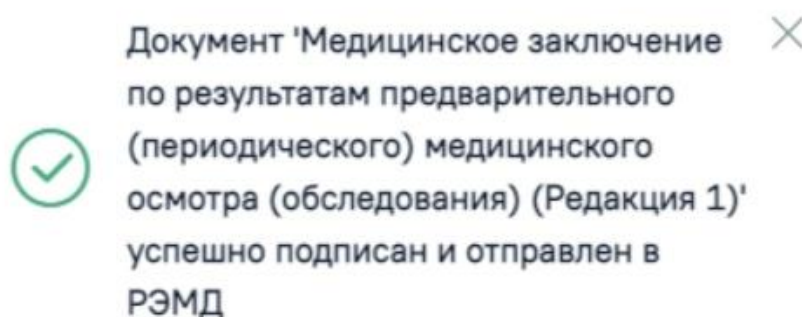 Документ 'Медицинское заключение
по результатам предварительного
(периодического) медицинского
осмотра (обследования) (Редакция 1)'
успешно подписан и отправлен в
РЭМД